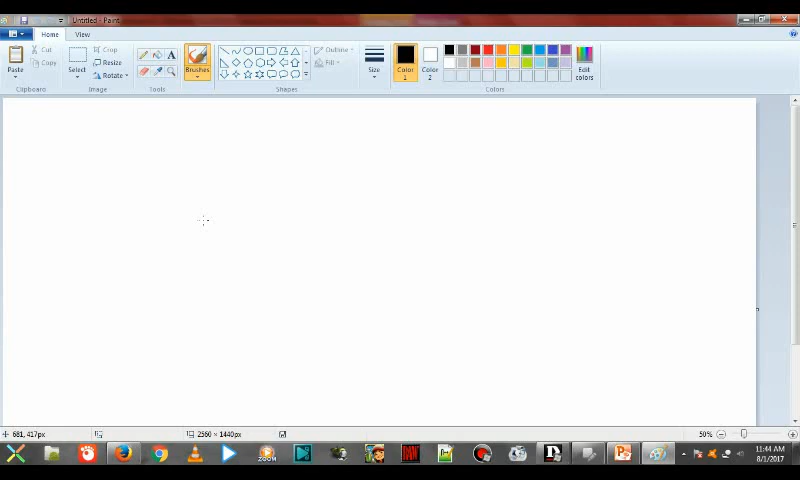 Untitled - Paint
Home View
Paste
Cut
Copy
Clipboard
Select
Crop
Resize
Rotate
Image
A
Tools
Brushes
Shapes
Outline
Fill
Size
Color
1
Color
2
Edit
colors
Colors
681, 417px
2560 × 1440px
50%
ZOOM
11:44 AM
8/1/2017